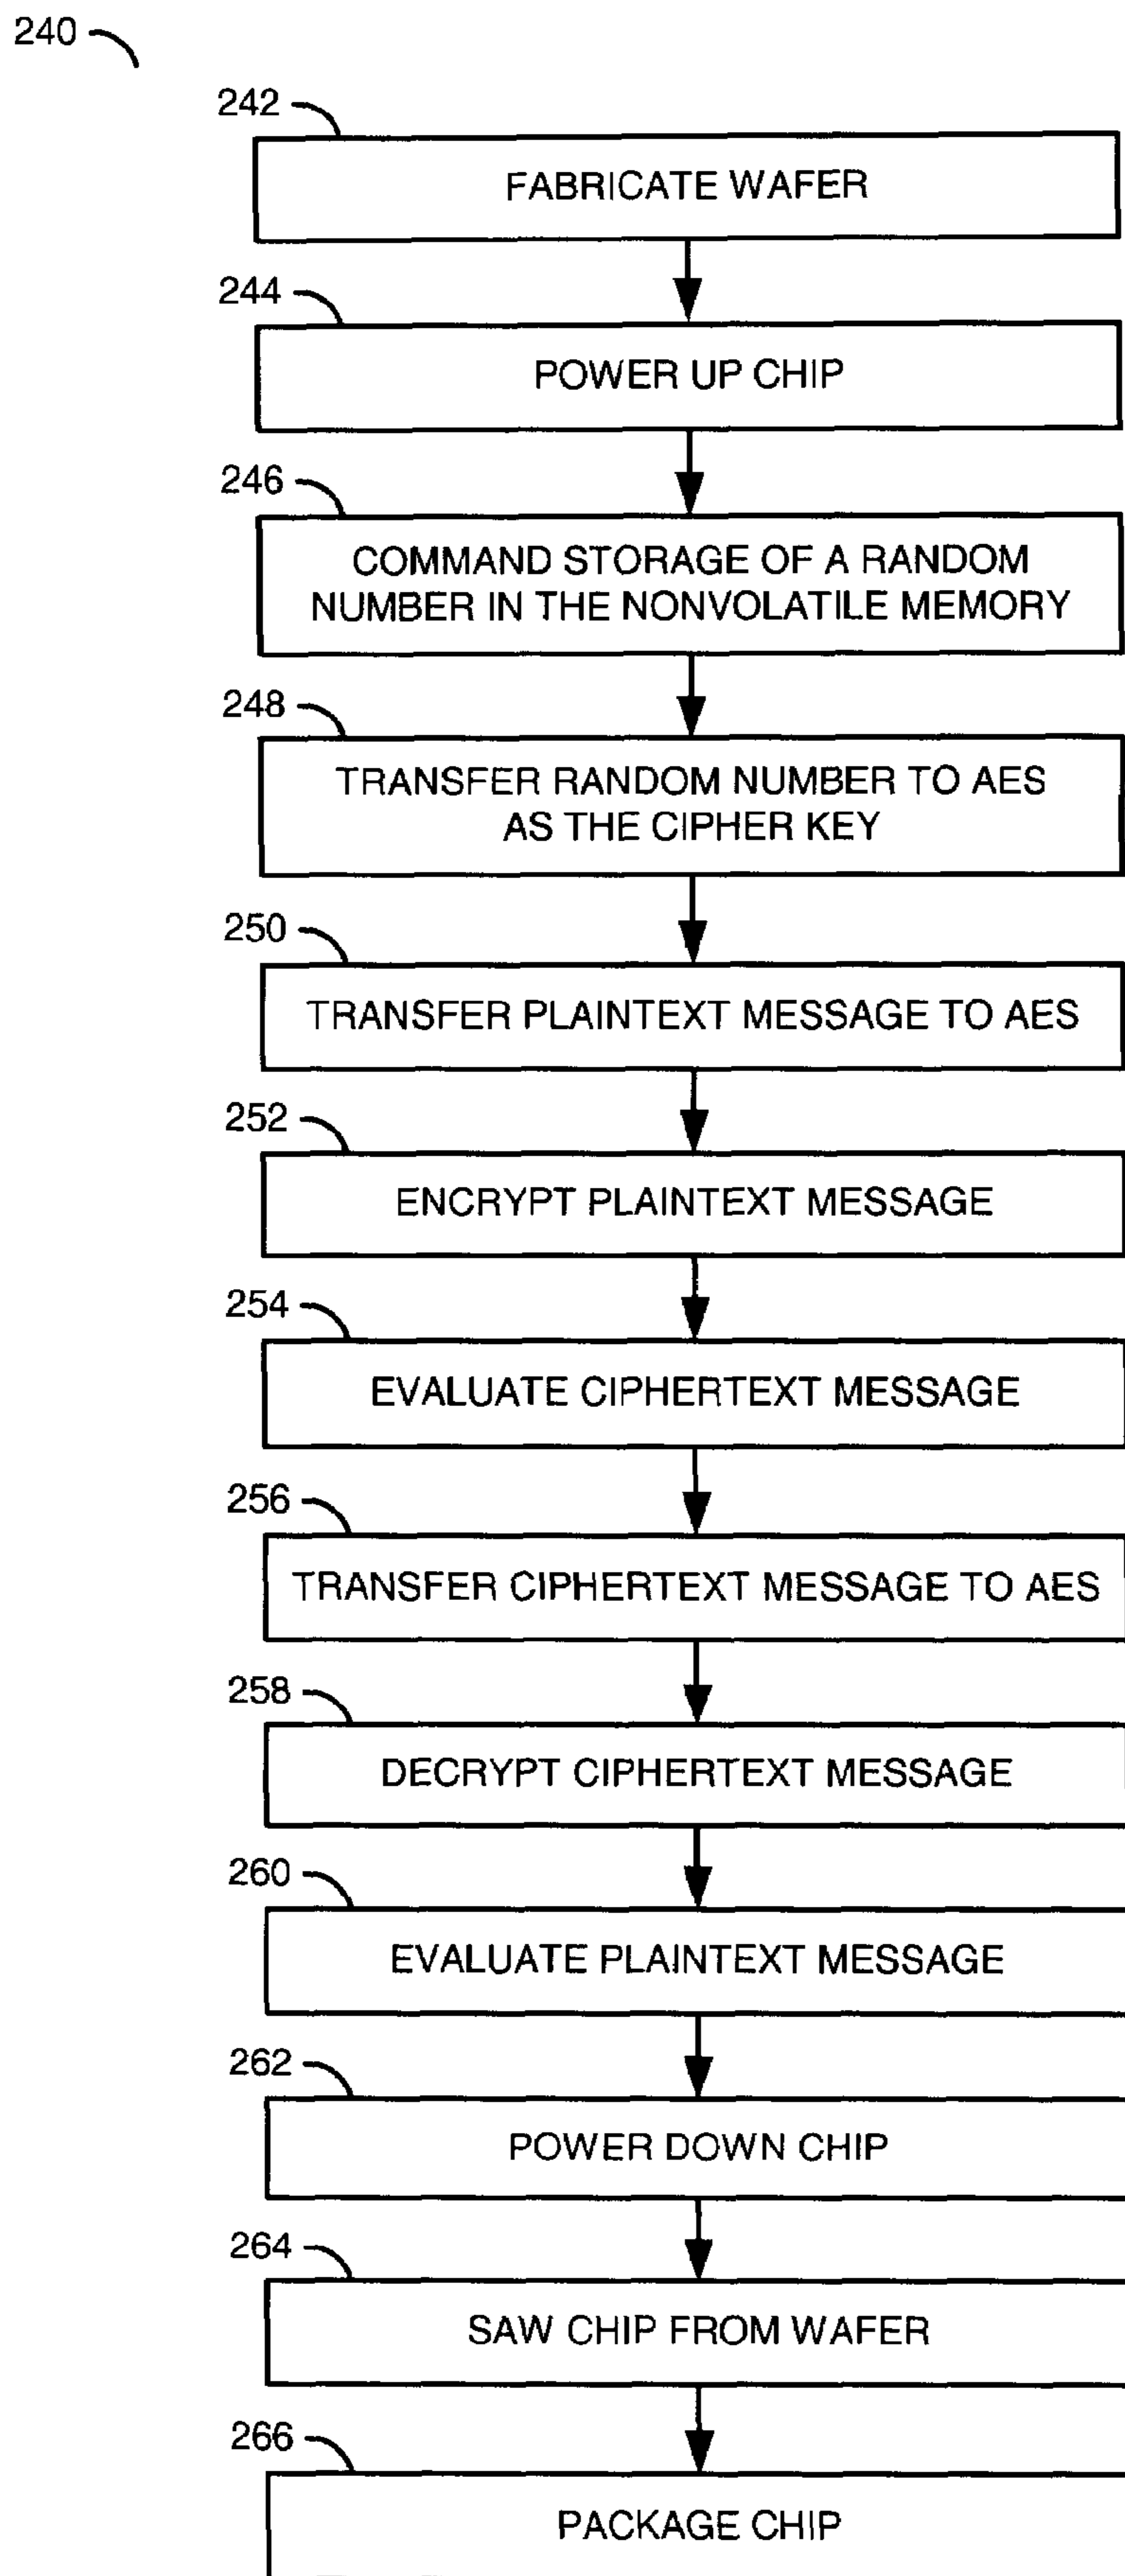 240
242
FABRICATE WAFER
244
POWER UP CHIP
246
COMMAND STORAGE OF A RANDOM
NUMBER IN THE NONVOLATILE MEMORY
248
TRANSFER RANDOM NUMBER TO AES
AS THE CIPHER KEY
250
TRANSFER PLAINTEXT MESSAGE TO AES
252
ENCRYPT PLAINTEXT MESSAGE
254
EVALUATE CIPHERTEXT MESSAGE
256
TRANSFER CIPHERTEXT MESSAGE TO AES
258
DECRYPT CIPHERTEXT MESSAGE
260
EVALUATE PLAINTEXT MESSAGE
262
POWER DOWN CHIP
264
SAW CHIP FROM WAFER
266
PACKAGE CHIP